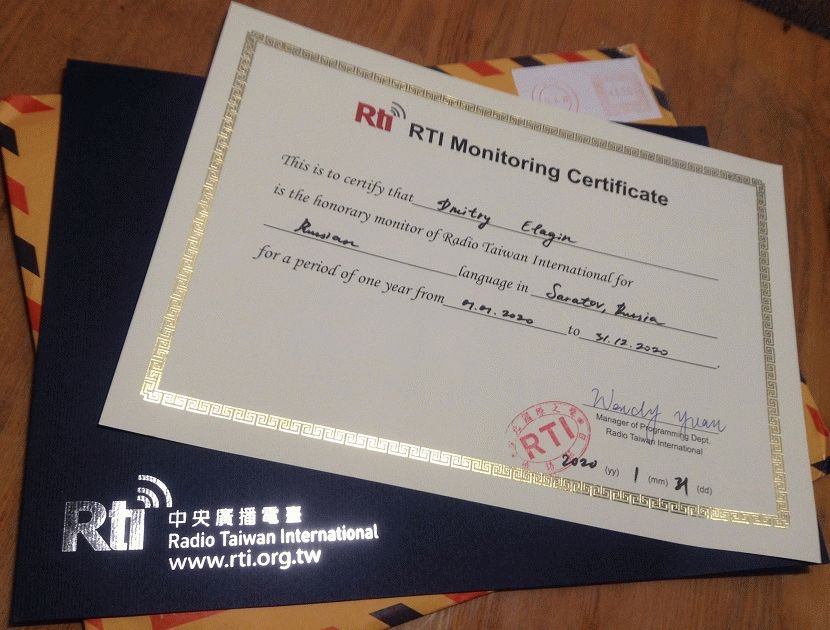 Rti RTI Monitoring Certificate
This is to certify that Dmitry Elagin
is the honorary monitor of Radio Taiwan International for
Russian language in Saratov, Russia
for a period of one year from 01.01.2020 to 31.12.2020.
Wendy Yuan
Manager of Programming Dept.
Radio Taiwan International
RTI
2020 (yy) 1 (mm) 31 (dd)
Rti 中央廣播電臺
Radio Taiwan International
www.rti.org.tw